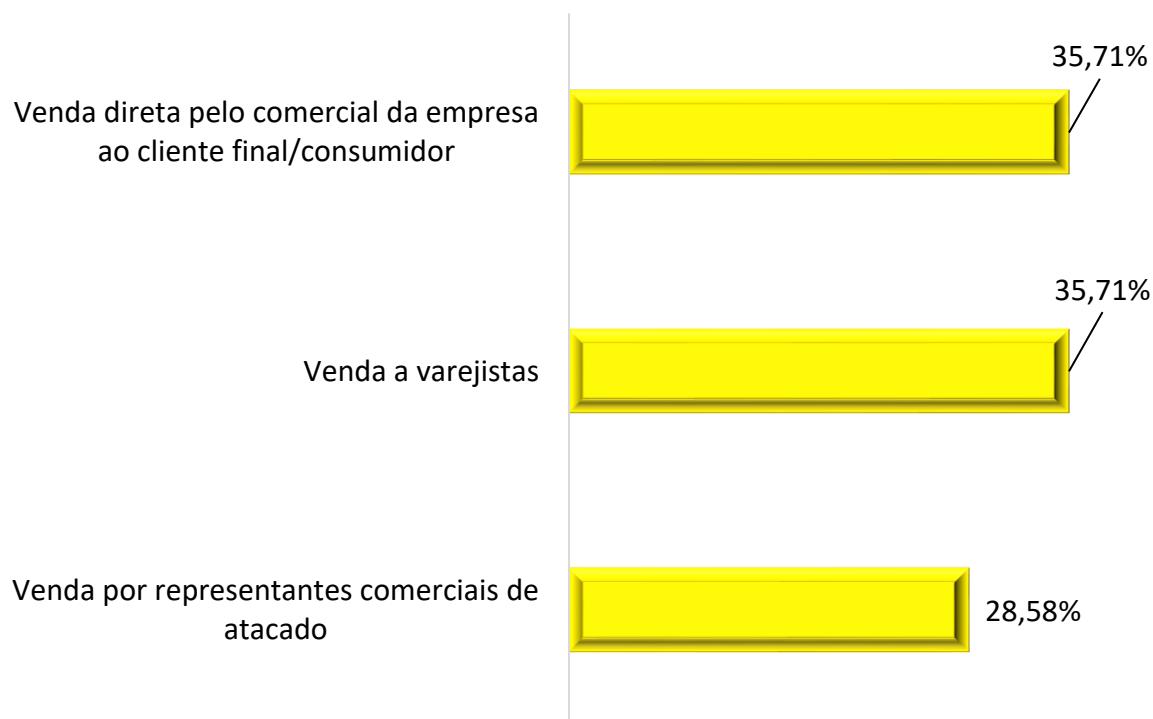 35,71%
Venda direta pelo comercial da empresa
ao cliente final/consumidor
35,71%
Venda a varejistas
Venda por representantes comerciais de
atacado
28,58%